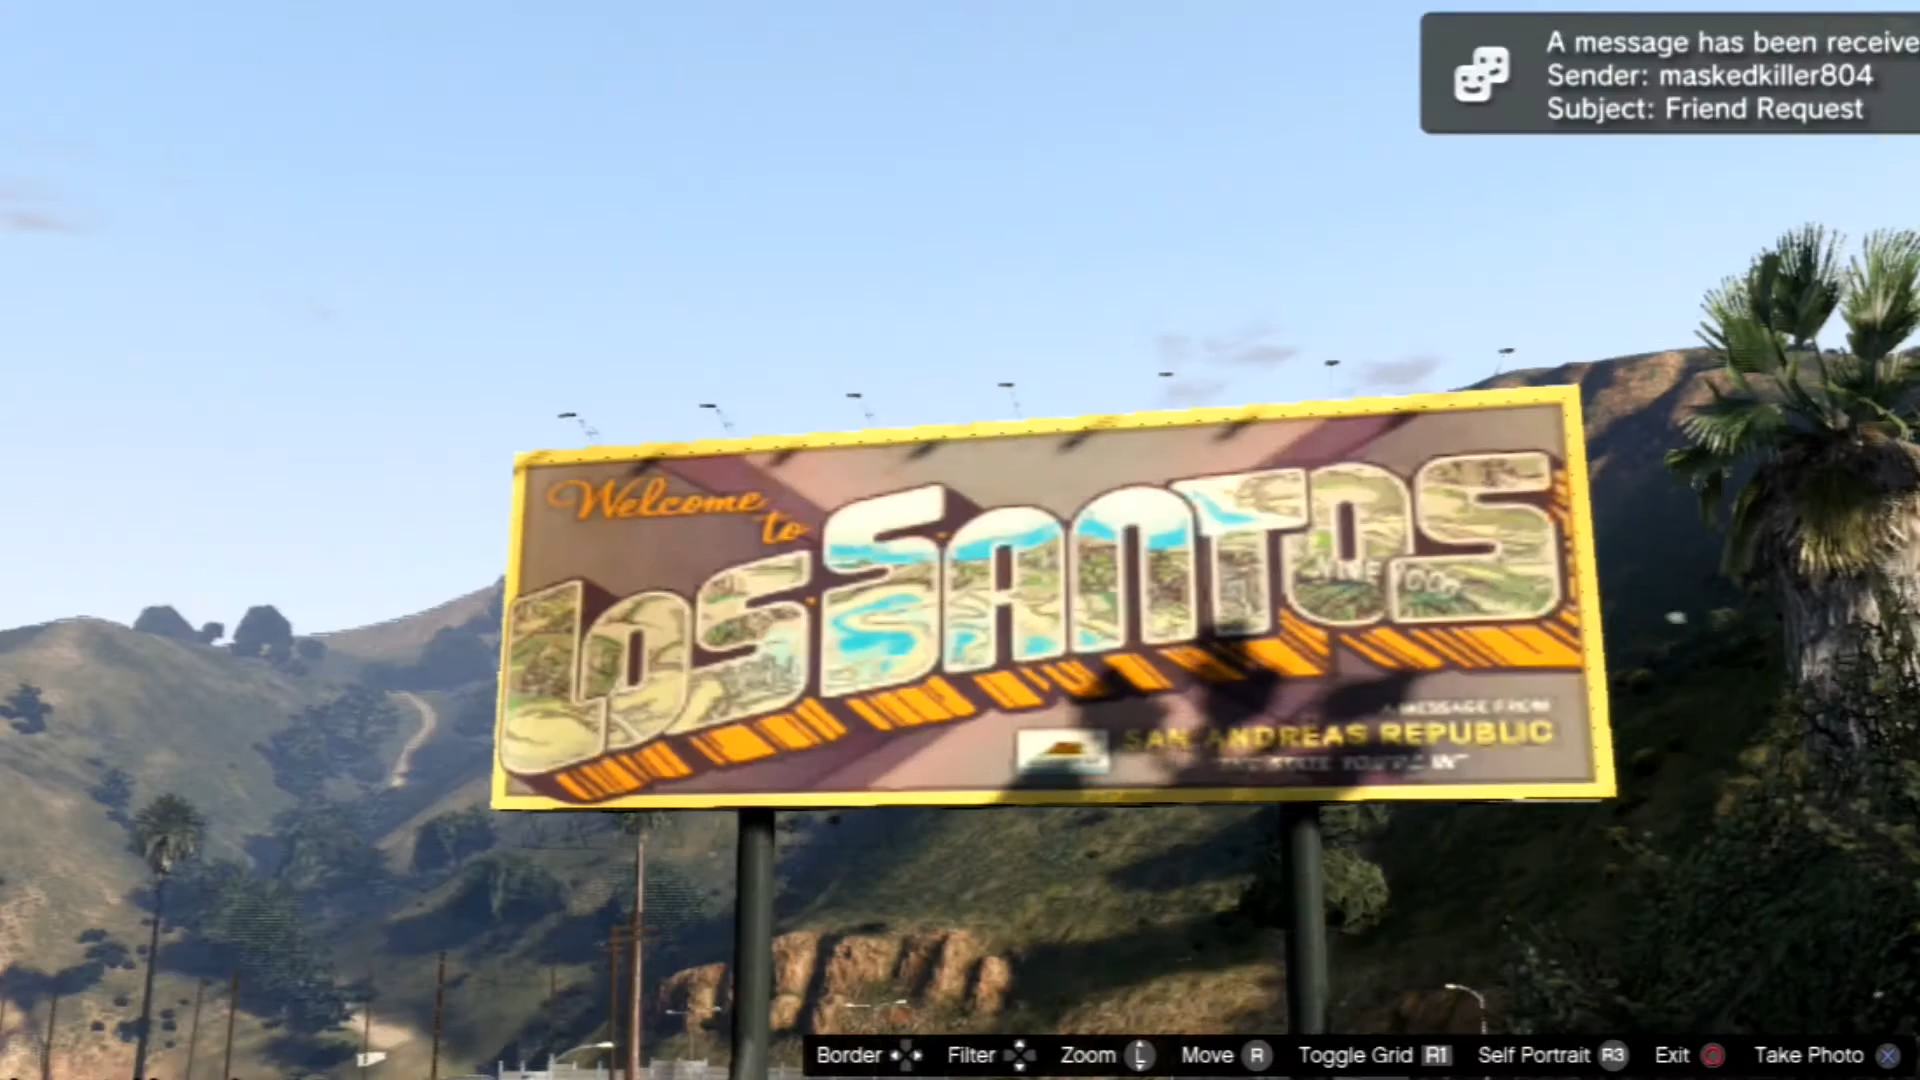 A message has been receive
Sender: maskedkiller804
Subject: Friend Request
Welcome
to
LOS SANTOS
A MESSAGE FROM
SAN ANDREAS REPUBLIC
Border Filter Zoom L Move R Toggle Grid R1 Self Portrait R3 Exit Take Photo